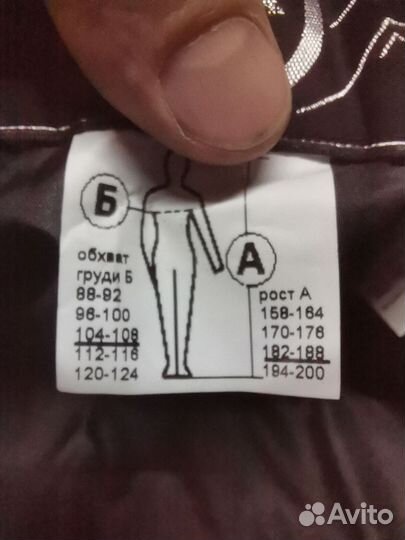 Б
А
обхват
груди Б
88-92
96-100
104-108
112-116
120-124
рост А
158-164
170-176
182-188
194-200
Avito